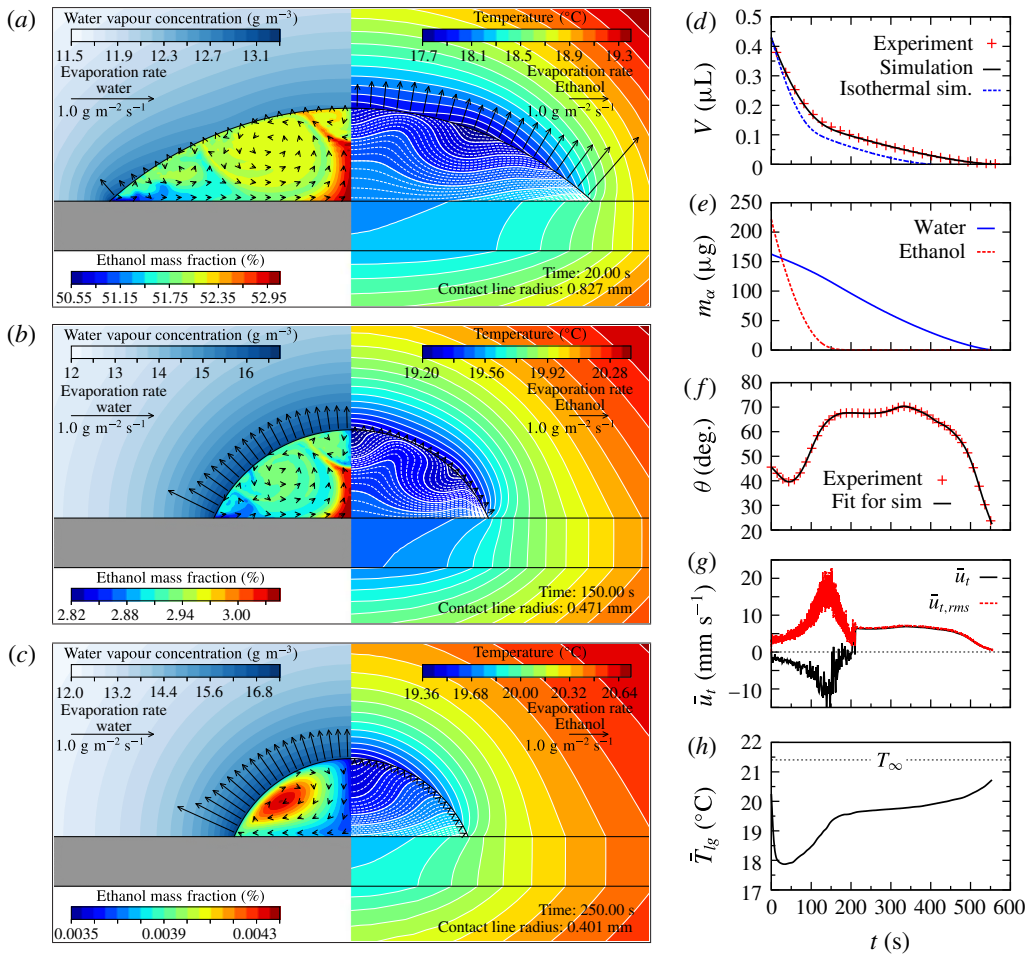 (a)
Water vapour concentration (g m⁻³)
11.5 11.9 12.3 12.7 13.1
Evaporation rate
water
1.0 g m⁻² s⁻¹
Temperature (°C)
17.7 18.1 18.5 18.9 19.3
Evaporation rate
Ethanol
1.0 g m⁻² s⁻¹
Ethanol mass fraction (%)
50.55 51.15 51.75 52.35 52.95
Time: 20.00 s
Contact line radius: 0.827 mm
(b)
Water vapour concentration (g m⁻³)
12 13 14 15 16
Evaporation rate
water
1.0 g m⁻² s⁻¹
Temperature (°C)
19.20 19.56 19.92 20.28
Evaporation rate
Ethanol
1.0 g m⁻² s⁻¹
Ethanol mass fraction (%)
2.82 2.88 2.94 3.00
Time: 150.00 s
Contact line radius: 0.471 mm
(c)
Water vapour concentration (g m⁻³)
12.0 13.2 14.4 15.6 16.8
Evaporation rate
water
1.0 g m⁻² s⁻¹
Temperature (°C)
19.36 19.68 20.00 20.32 20.64
Evaporation rate
Ethanol
1.0 g m⁻² s⁻¹
Ethanol mass fraction (%)
0.0035 0.0039 0.0043
Time: 250.00 s
Contact line radius: 0.401 mm
(d)
V (μL)
0.5
0.4
0.3
0.2
0.1
0
Experiment
Simulation
Isothermal sim.
(e)
mα (μg)
250
200
150
100
50
0
Water
Ethanol
(f)
θ (deg.)
80
70
60
50
40
30
20
Experiment
Fit for sim
(g)
ūt (mm s⁻¹)
20
10
0
−10
ūt
ūt,rms
(h)
T̄lg (°C)
22
21
20
19
18
17
T∞
0 100 200 300 400 500 600
t (s)